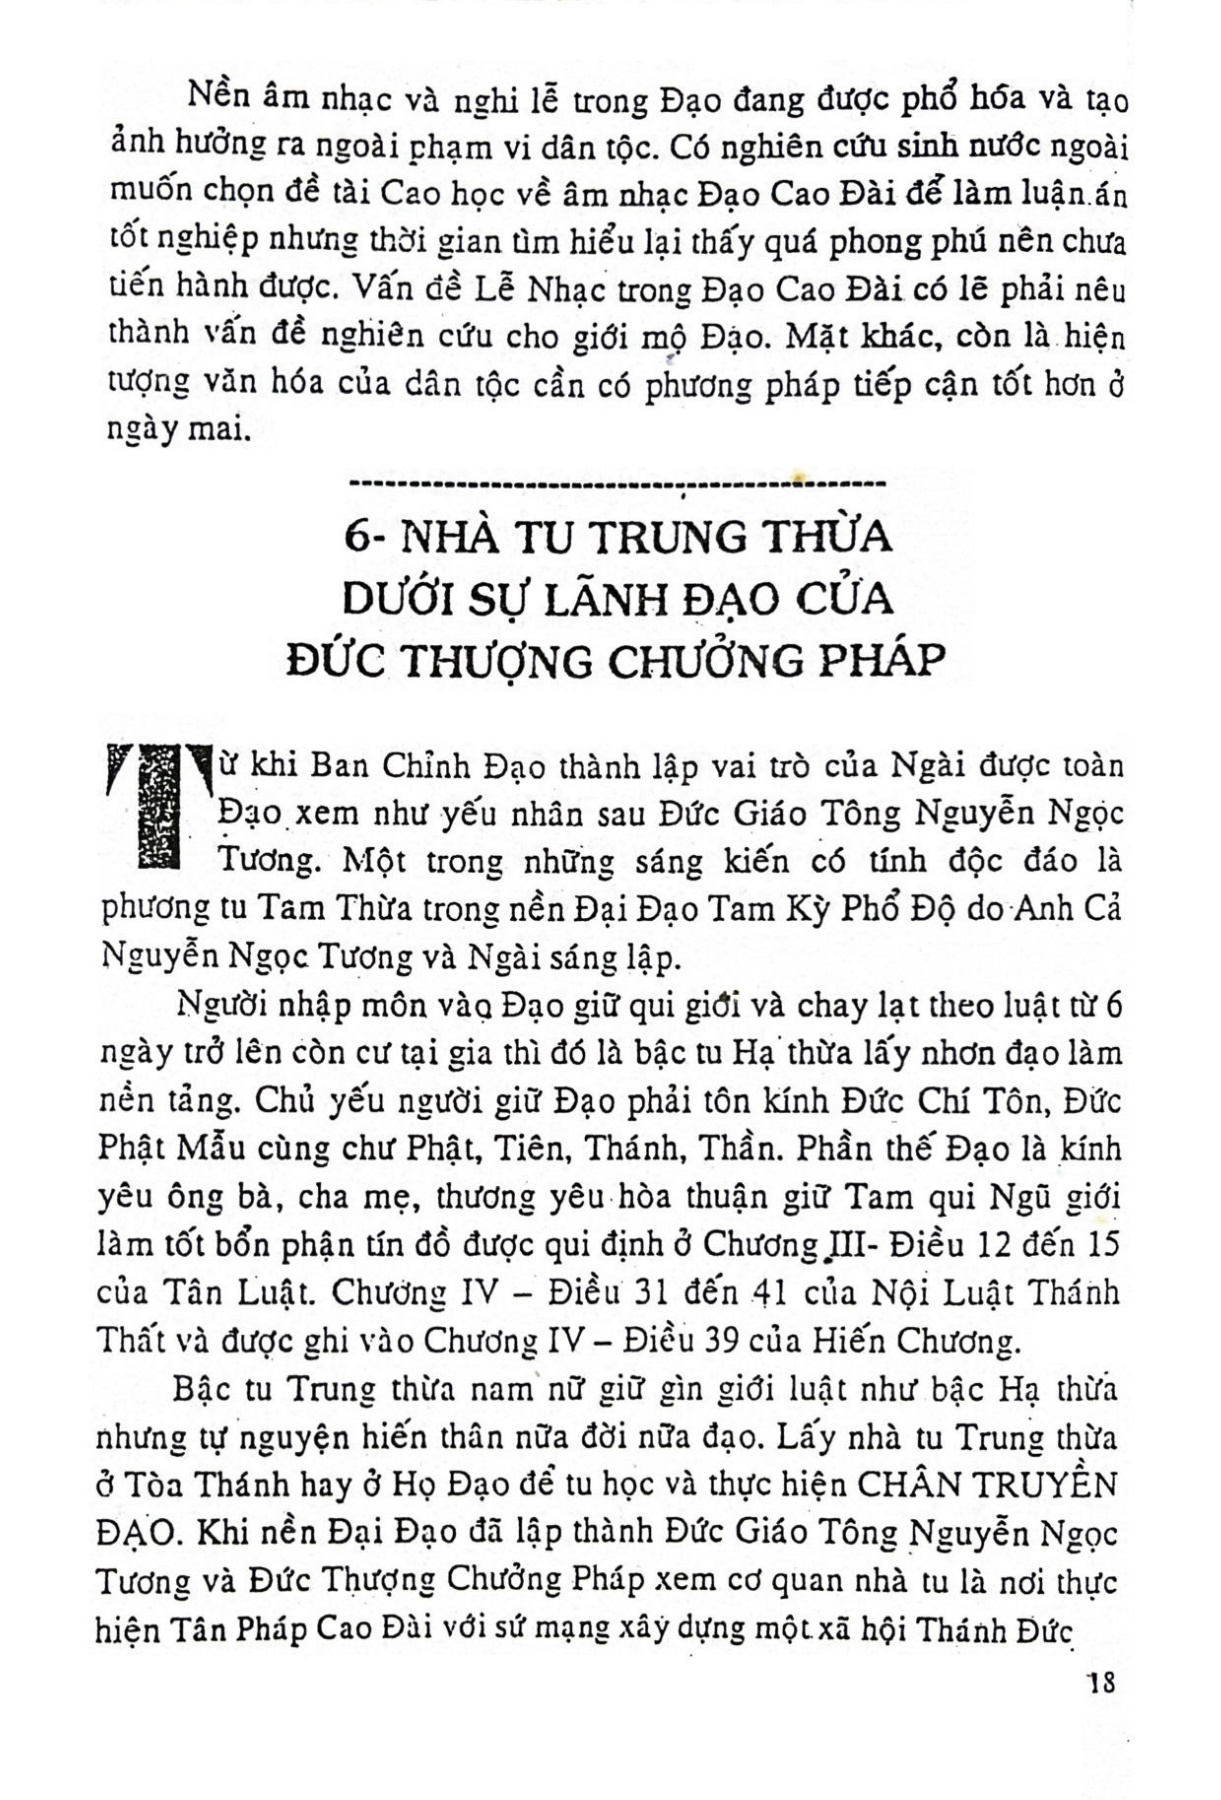 Nền âm nhạc và nghi lễ trong Đạo đang được phổ hóa và tạo
ảnh hưởng ra ngoài phạm vi dân tộc. Có nghiên cứu sinh nước ngoài
muốn chọn đề tài Cao học về âm nhạc Đạo Cao Đài để làm luận án
tốt nghiệp nhưng thời gian tìm hiểu lại thấy quá phong phú nên chưa
tiến hành được. Vấn đề Lễ Nhạc trong Đạo Cao Đài có lẽ phải nêu
thành vấn đề nghiên cứu cho giới mộ Đạo. Mặt khác, còn là hiện
tượng văn hóa của dân tộc cần có phương pháp tiếp cận tốt hơn ở
ngày mai.
6- NHÀ TU TRUNG THỪA
DƯỚI SỰ LÃNH ĐẠO CỬA
ĐỨC THƯỢNG CHƯỞNG PHÁP
Từ khi Ban Chỉnh Đạo thành lập vai trò của Ngài được toàn
Đạo xem như yếu nhân sau Đức Giáo Tông Nguyễn Ngọc
Tương. Một trong những sáng kiến có tính độc đáo là
phương tu Tam Thừa trong nền Đại Đạo Tam Kỳ Phổ Độ do Anh Cả
Nguyễn Ngọc Tương và Ngài sáng lập.
Người nhập môn vào Đạo giữ qui giới và chay lạt theo luật từ 6
ngày trở lên còn cư tại gia thì đó là bậc tu Hạ thừa lấy nhơn đạo làm
nền tảng. Chủ yếu người giữ Đạo phải tôn kính Đức Chí Tôn, Đức
Phật Mẫu cùng chư Phật, Tiên, Thánh, Thần. Phần thế Đạo là kính
yêu ông bà, cha mẹ, thương yêu hòa thuận giữ Tam qui Ngũ giới
làm tốt bổn phận tín đồ được qui định ở Chương III- Điều 12 đến 15
của Tân Luật. Chương IV – Điều 31 đến 41 của Nội Luật Thánh
Thất và được ghi vào Chương IV – Điều 39 của Hiến Chương.
Bậc tu Trung thừa nam nữ giữ gìn giới luật như bậc Hạ thừa
nhưng tự nguyện hiến thân nữa đời nữa đạo. Lấy nhà tu Trung thừa
ở Tòa Thánh hay ở Họ Đạo để tu học và thực hiện CHÂN TRUYỀN
ĐẠO. Khi nền Đại Đạo đã lập thành Đức Giáo Tông Nguyễn Ngọc
Tương và Đức Thượng Chưởng Pháp xem cơ quan nhà tu là nơi thực
hiện Tân Pháp Cao Đài với sứ mạng xây dựng một xã hội Thánh Đức
18